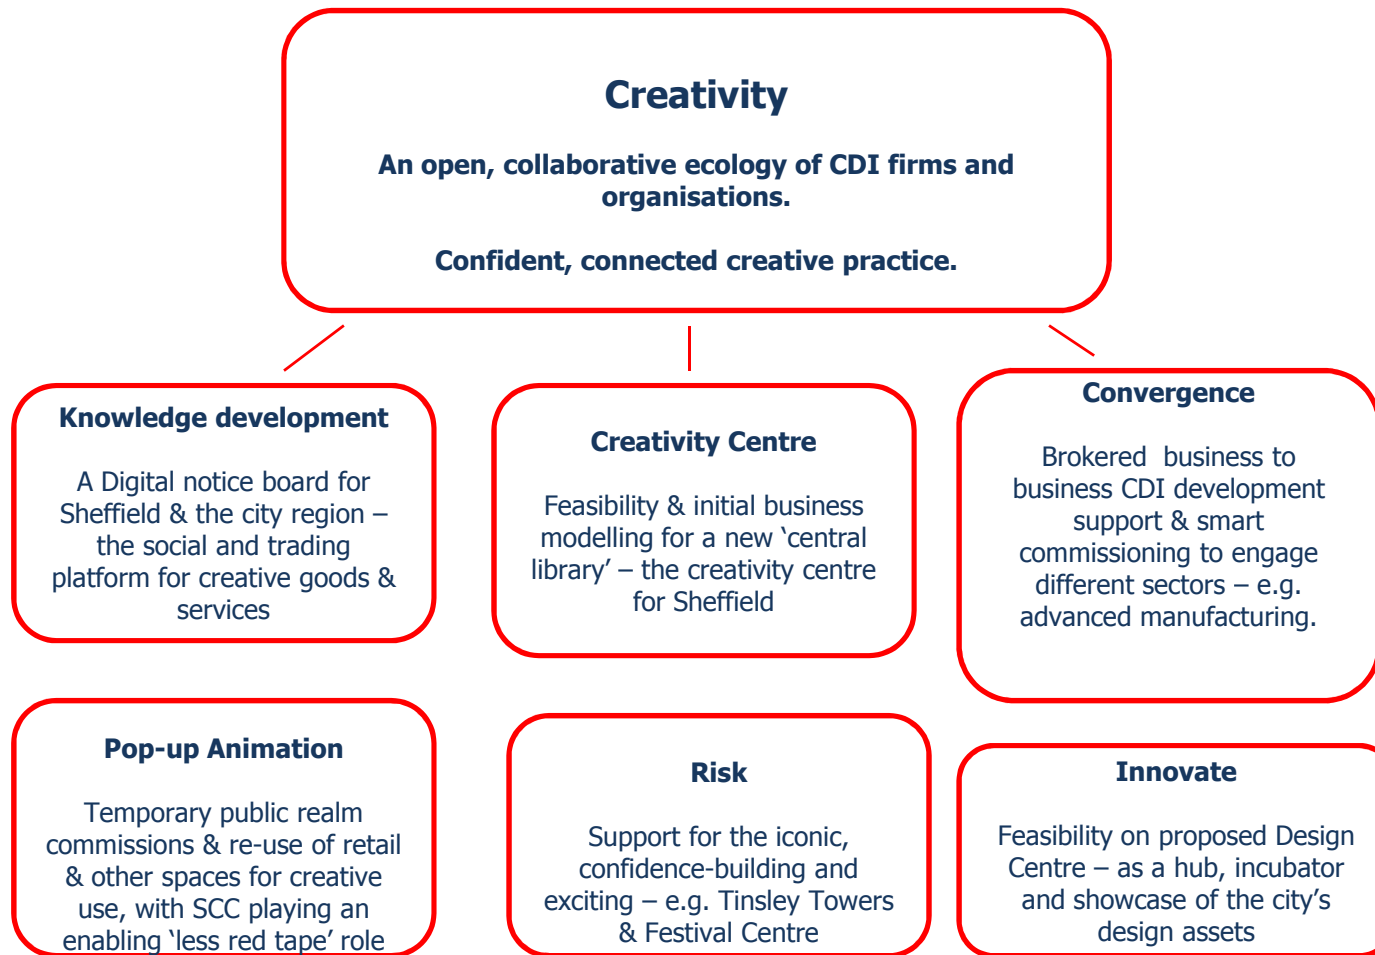 Creativity
An open, collaborative ecology of CDI firms and
organisations.
Confident, connected creative practice.
Knowledge development
A Digital notice board for
Sheffield & the city region –
the social and trading
platform for creative goods &
services
Creativity Centre
Feasibility & initial business
modelling for a new ‘central
library’ – the creativity centre
for Sheffield
Convergence
Brokered  business to
business CDI development
support & smart
commissioning to engage
different sectors – e.g.
advanced manufacturing.
Pop-up Animation
Temporary public realm
commissions & re-use of retail
& other spaces for creative
use, with SCC playing an
enabling ‘less red tape’ role
Risk
Support for the iconic,
confidence-building and
exciting – e.g. Tinsley Towers
& Festival Centre
Innovate
Feasibility on proposed Design
Centre – as a hub, incubator
and showcase of the city’s
design assets